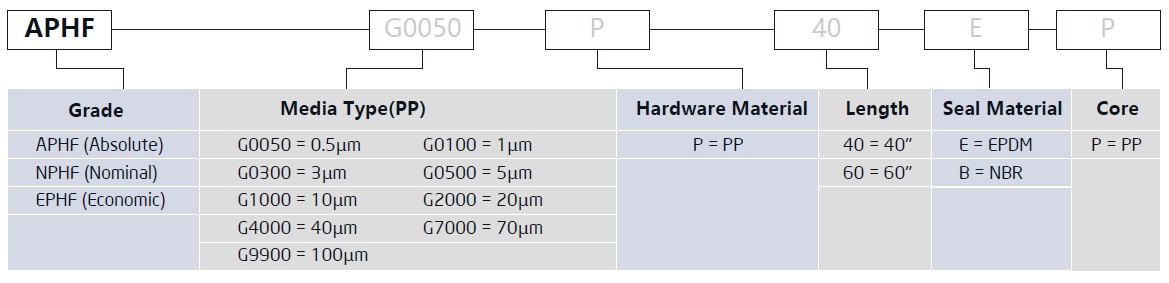 APHF G0050 P 40 E P
Grade Media Type(PP) Hardware Material Length Seal Material Core
APHF (Absolute) G0050 = 0.5μm G0100 = 1μm P = PP 40 = 40” E = EPDM P = PP
NPHF (Nominal) G0300 = 3μm G0500 = 5μm 60 = 60” B = NBR
EPHF (Economic) G1000 = 10μm G2000 = 20μm
G4000 = 40μm G7000 = 70μm
G9900 = 100μm